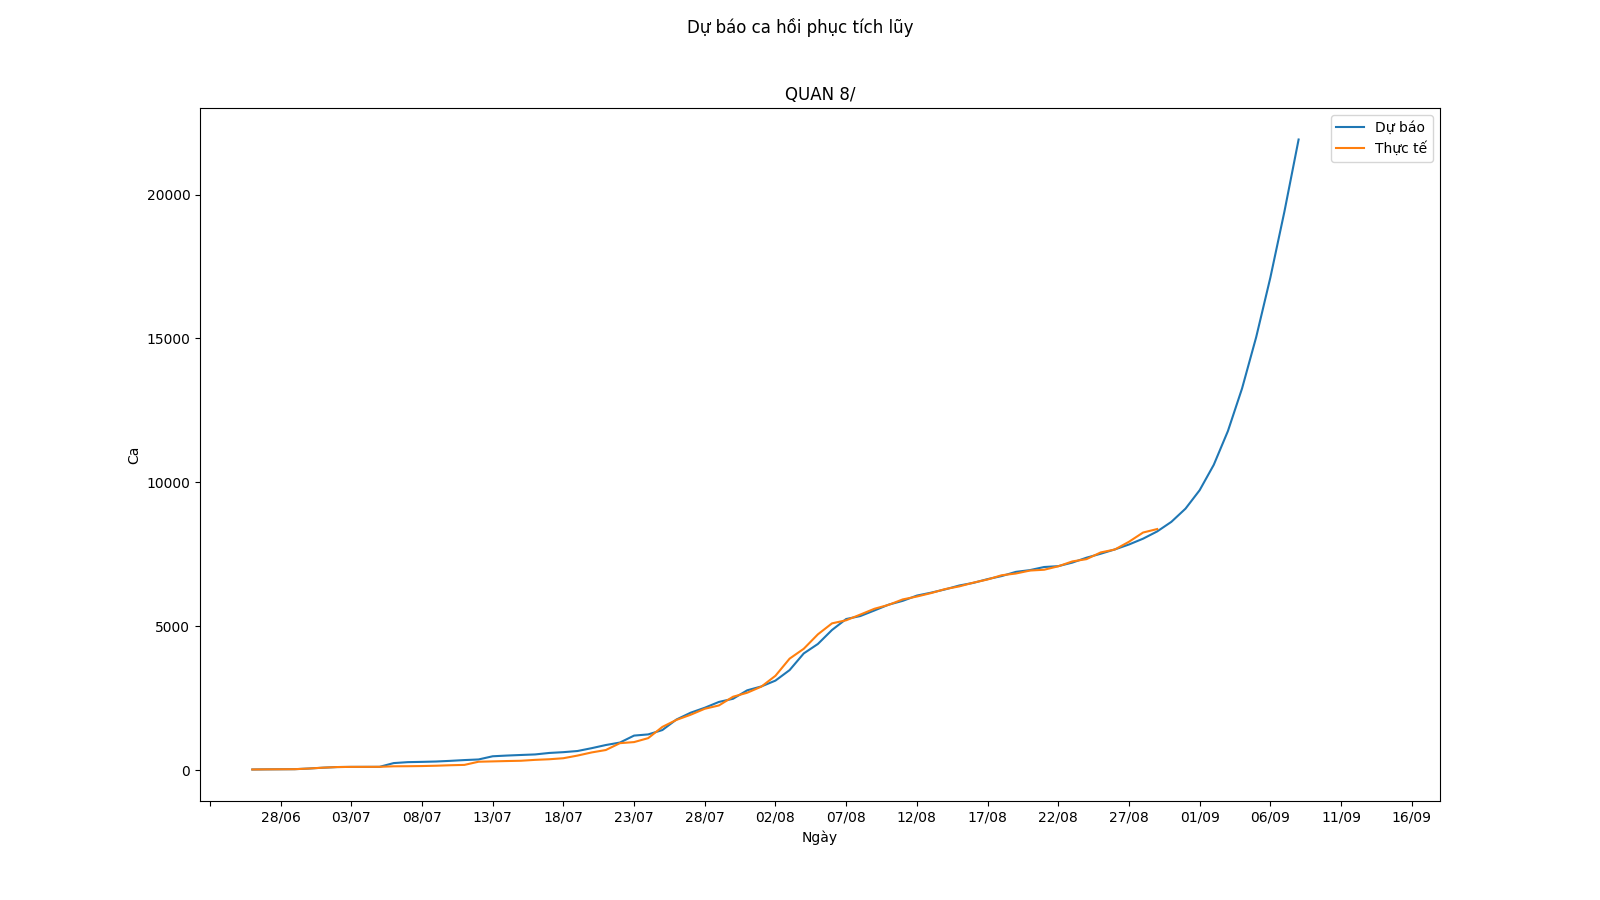 Dự báo ca hồi phục tích lũy
QUAN 8/
Dự báo
Thực tế
20000
15000
10000
5000
0
Ca
28/06 03/07 08/07 13/07 18/07 23/07 28/07 02/08 07/08 12/08 17/08 22/08 27/08 01/09 06/09 11/09 16/09
Ngày